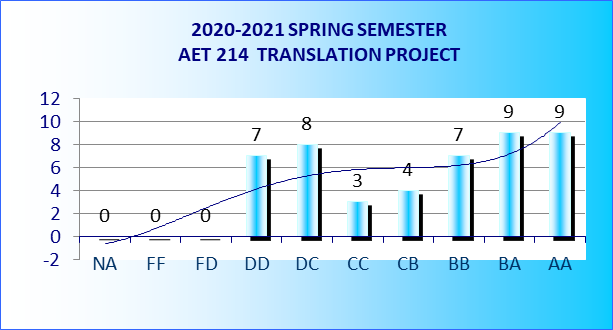 2020-2021 SPRING SEMESTER
AET 214 TRANSLATION PROJECT
12
10
8
6
4
2
0
-2
0 0 0 7 8 3 4 7 9 9
NA FF FD DD DC CC CB BB BA AA